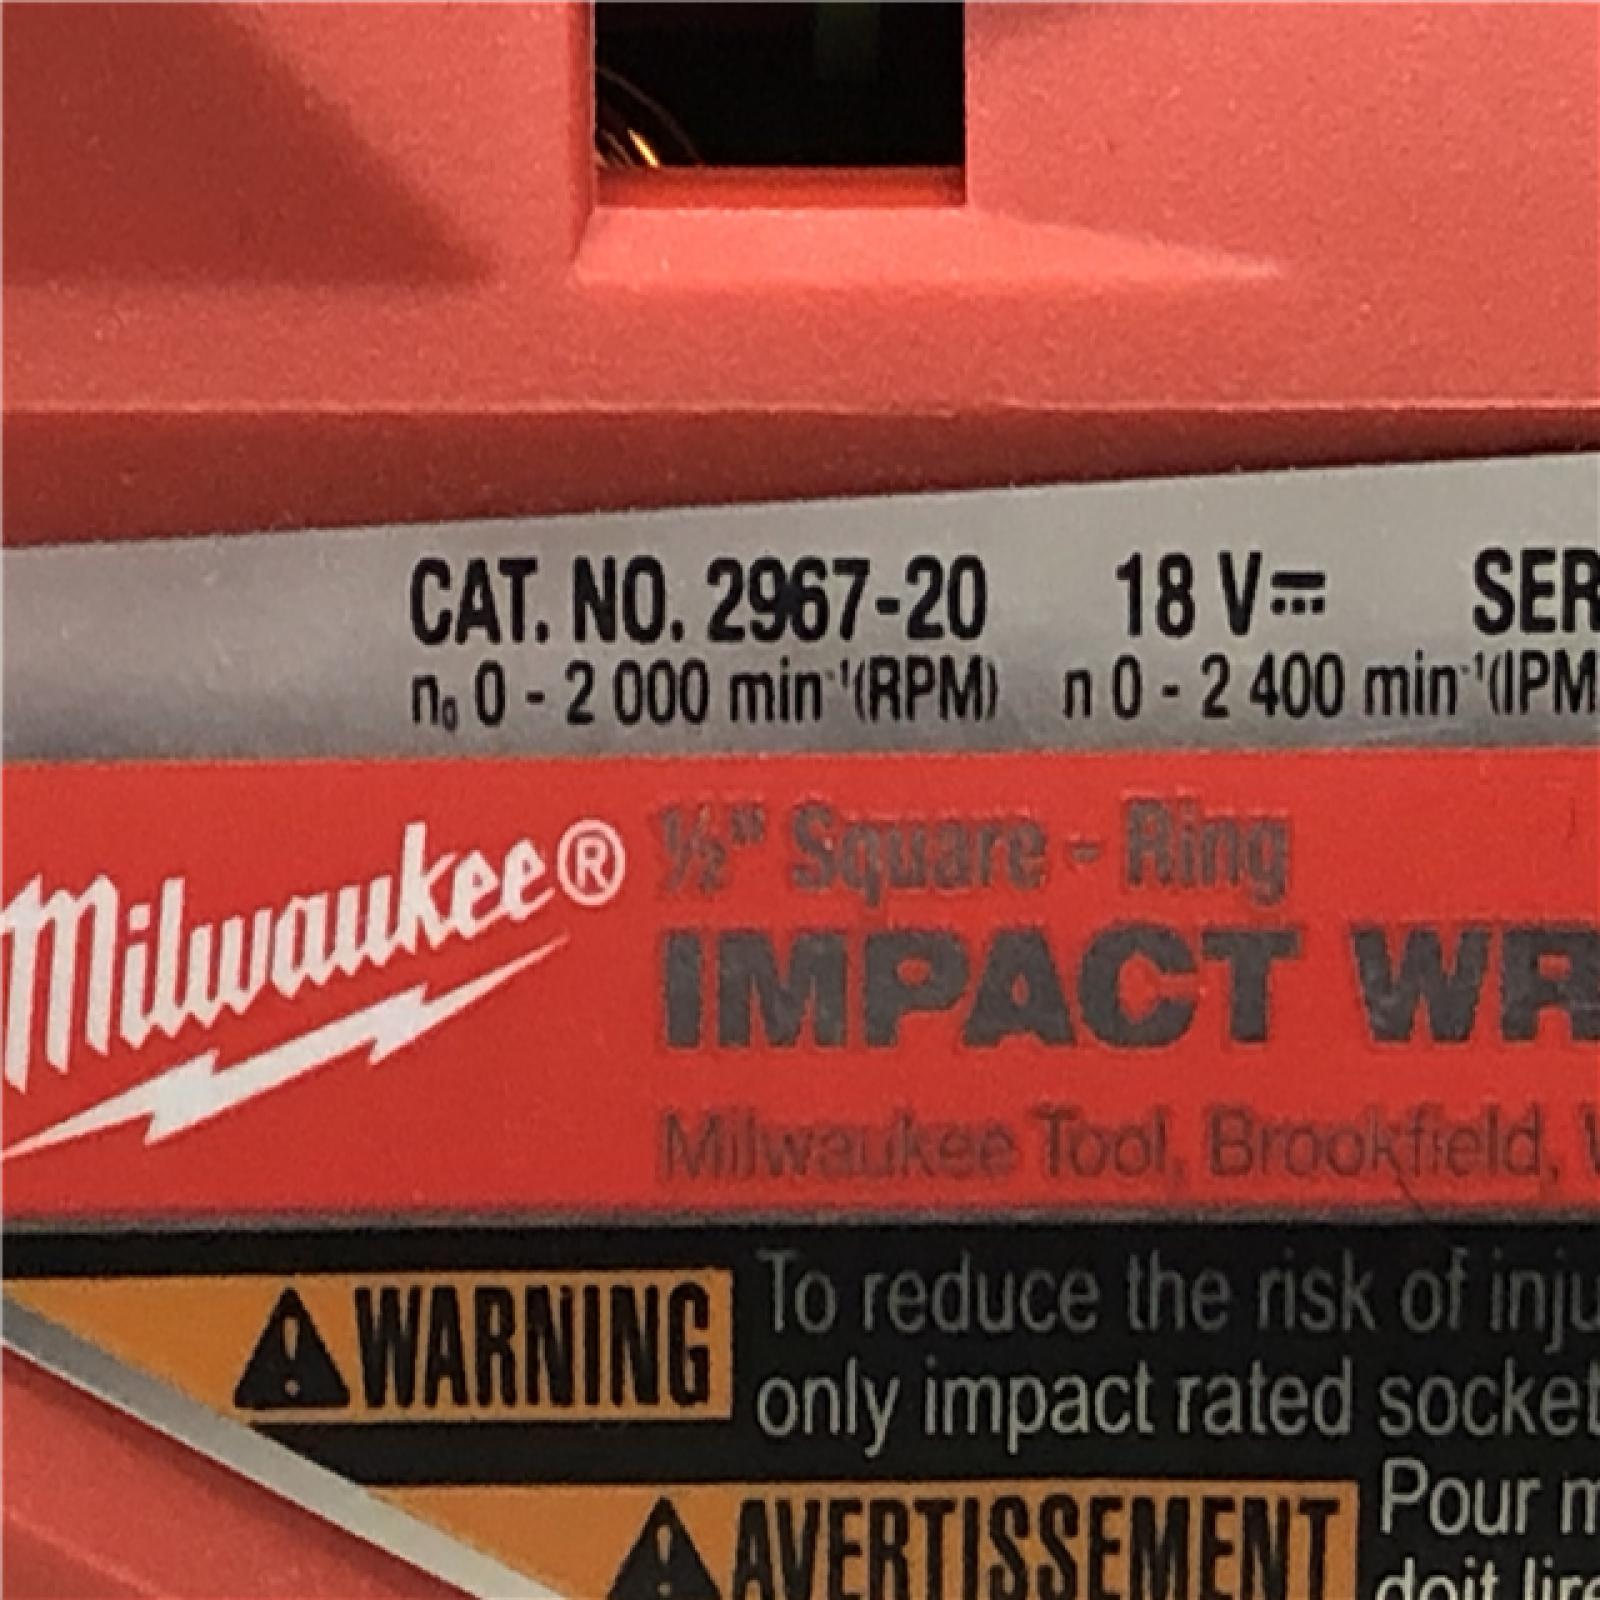 CAT. NO. 2967-20 18 V⎓ SER
n₀ 0 - 2 000 min⁻¹(RPM) n 0 - 2 400 min⁻¹(IPM
Milwaukee®
½" Square - Ring
IMPACT WR
Milwaukee Tool, Brookfield, W
⚠WARNING To reduce the risk of inju
only impact rated socket
⚠AVERTISSEMENT Pour m
doit lire